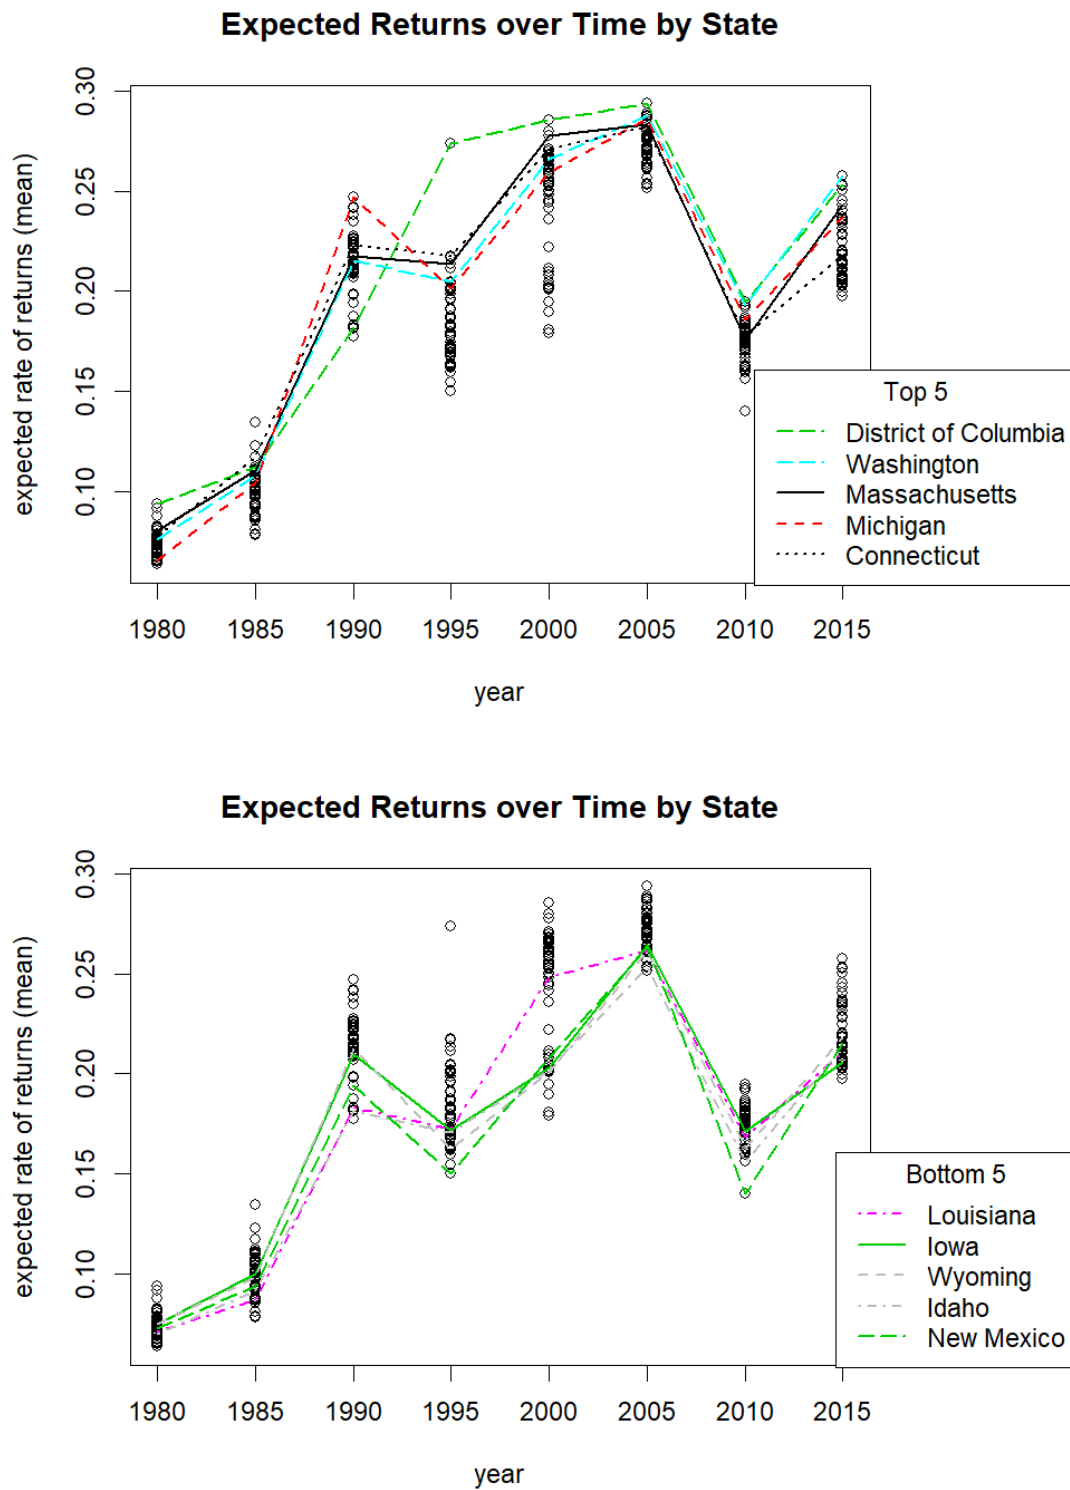 Expected Returns over Time by State
expected rate of returns (mean)
0.30
0.25
0.20
0.15
0.10
1980 1985 1990 1995 2000 2005 2010 2015
year
Top 5
District of Columbia
Washington
Massachusetts
Michigan
Connecticut
Expected Returns over Time by State
expected rate of returns (mean)
0.30
0.25
0.20
0.15
0.10
1980 1985 1990 1995 2000 2005 2010 2015
year
Bottom 5
Louisiana
Iowa
Wyoming
Idaho
New Mexico